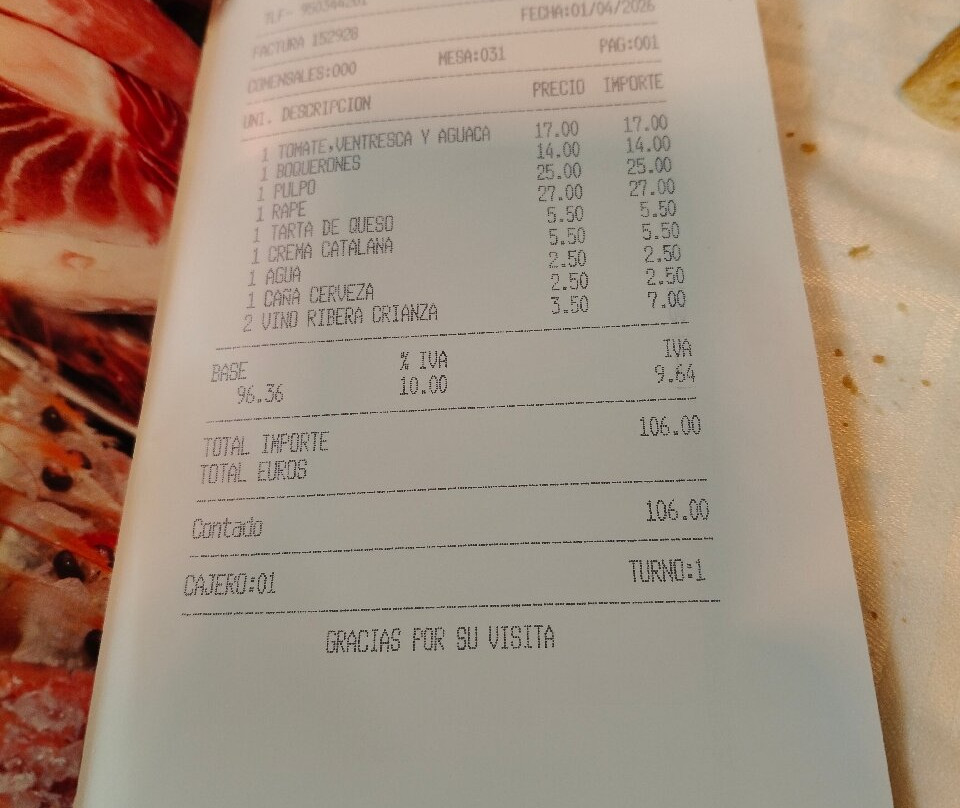 TLF- 950344201
FACTURA 152928 FECHA:01/04/2026
COMENSALES:000 MESA:031 PAG:001
UNI. DESCRIPCION PRECIO IMPORTE
1 TOMATE,VENTRESCA Y AGUACA 17.00 17.00
1 BOQUERONES 14.00 14.00
1 PULPO 25.00 25.00
1 RAPE 27.00 27.00
1 TARTA DE QUESO 5.50 5.50
1 CREMA CATALANA 5.50 5.50
1 AGUA 2.50 2.50
1 CAÑA CERVEZA 2.50 2.50
2 VINO RIBERA CRIANZA 3.50 7.00
BASE % IVA IVA
96.36 10.00 9.64
TOTAL IMPORTE 106.00
TOTAL EUROS
Contado 106.00
CAJERO:01 TURNO:1
GRACIAS POR SU VISITA